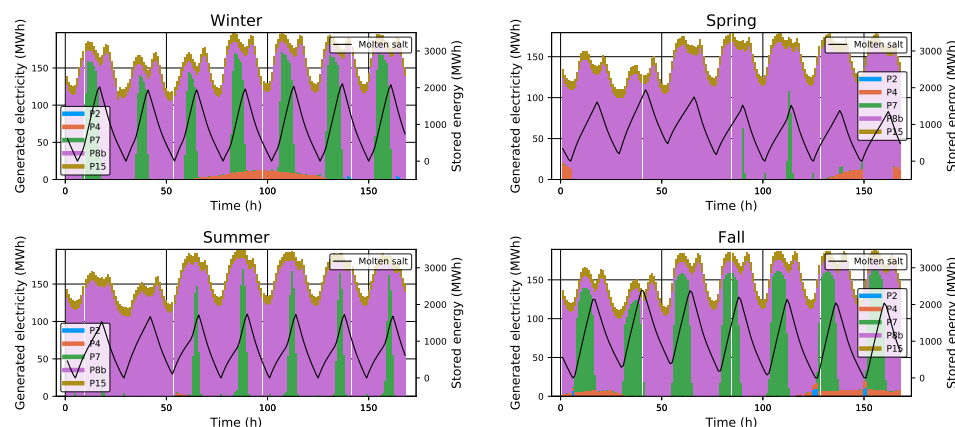 Winter
Generated electricity (MWh)
150
100
50
0
0
50
100
150
Time (h)
3000
2000
1000
0
Stored energy (MWh)
Molten salt
P2
P4
P7
P8b
P15
Spring
Generated electricity (MWh)
150
100
50
0
0
50
100
150
Time (h)
3000
2000
1000
0
Stored energy (MWh)
Molten salt
P2
P4
P7
P8b
P15
Summer
Generated electricity (MWh)
150
100
50
0
0
50
100
150
Time (h)
3000
2000
1000
0
Stored energy (MWh)
Molten salt
P2
P4
P7
P8b
P15
Fall
Generated electricity (MWh)
150
100
50
0
0
50
100
150
Time (h)
3000
2000
1000
0
Stored energy (MWh)
Molten salt
P2
P4
P7
P8b
P15